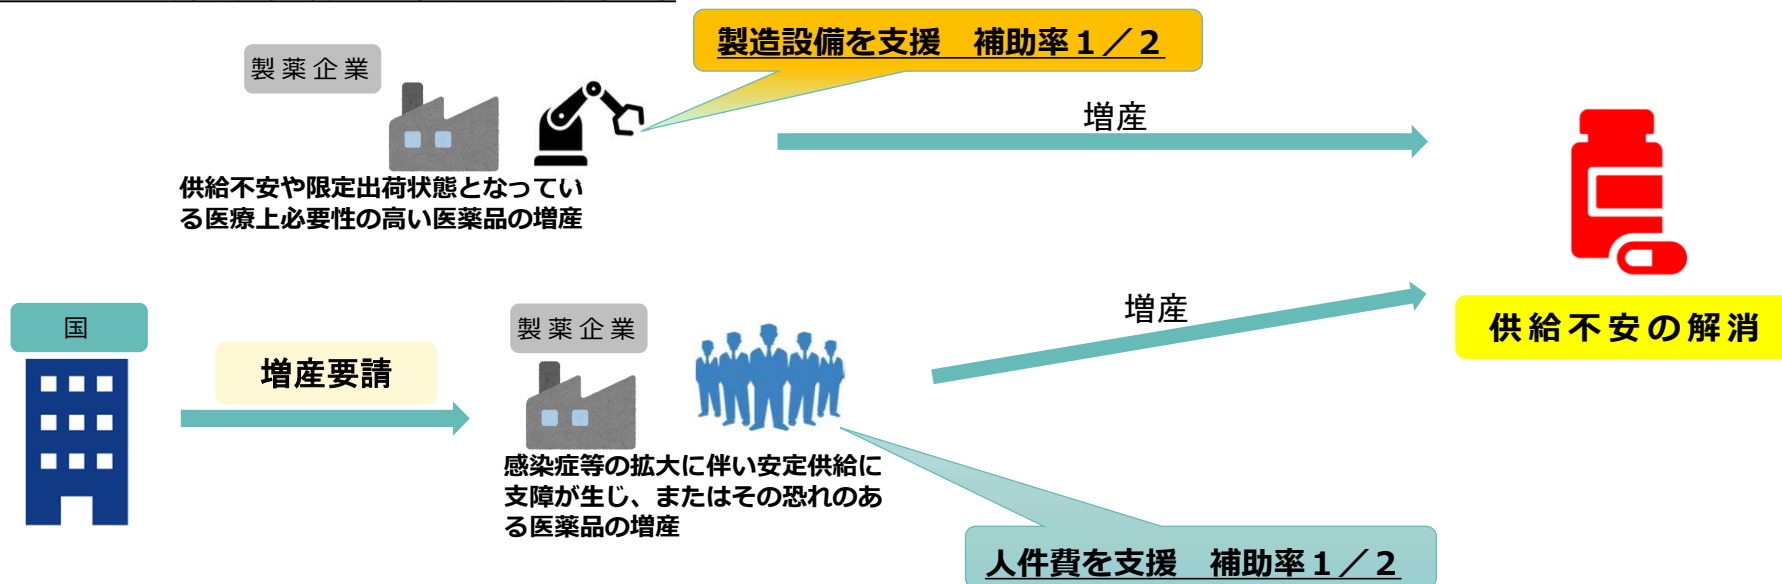 製造設備を支援　補助率１／２
製薬企業
増産
供給不安や限定出荷状態となってい
る医療上必要性の高い医薬品の増産
国
増産要請
製薬企業
増産
供給不安の解消
感染症等の拡大に伴い安定供給に
支障が生じ、またはその恐れのあ
る医薬品の増産
人件費を支援　補助率１／２